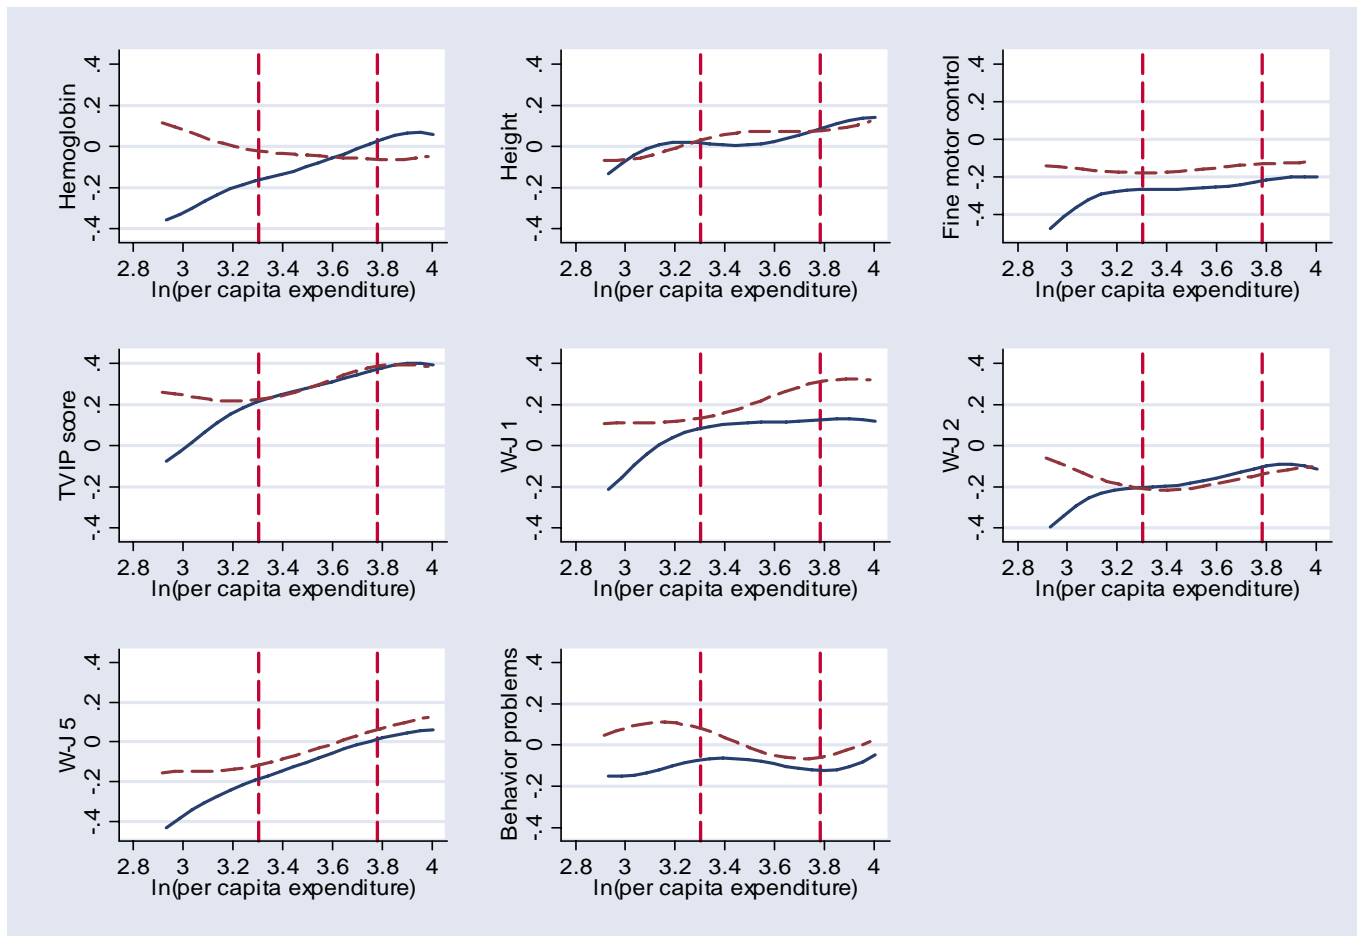 Hemoglobin
.4
.2
0
-.2
-.4
2.8 3 3.2 3.4 3.6 3.8 4
ln(per capita expenditure)
Height
.4
.2
0
-.2
-.4
2.8 3 3.2 3.4 3.6 3.8 4
ln(per capita expenditure)
Fine motor control
.4
.2
0
-.2
-.4
2.8 3 3.2 3.4 3.6 3.8 4
ln(per capita expenditure)
TVIP score
.4
.2
0
-.2
-.4
2.8 3 3.2 3.4 3.6 3.8 4
ln(per capita expenditure)
W-J 1
.4
.2
0
-.2
-.4
2.8 3 3.2 3.4 3.6 3.8 4
ln(per capita expenditure)
W-J 2
.4
.2
0
-.2
-.4
2.8 3 3.2 3.4 3.6 3.8 4
ln(per capita expenditure)
W-J 5
.4
.2
0
-.2
-.4
2.8 3 3.2 3.4 3.6 3.8 4
ln(per capita expenditure)
Behavior problems
.4
.2
0
-.2
-.4
2.8 3 3.2 3.4 3.6 3.8 4
ln(per capita expenditure)